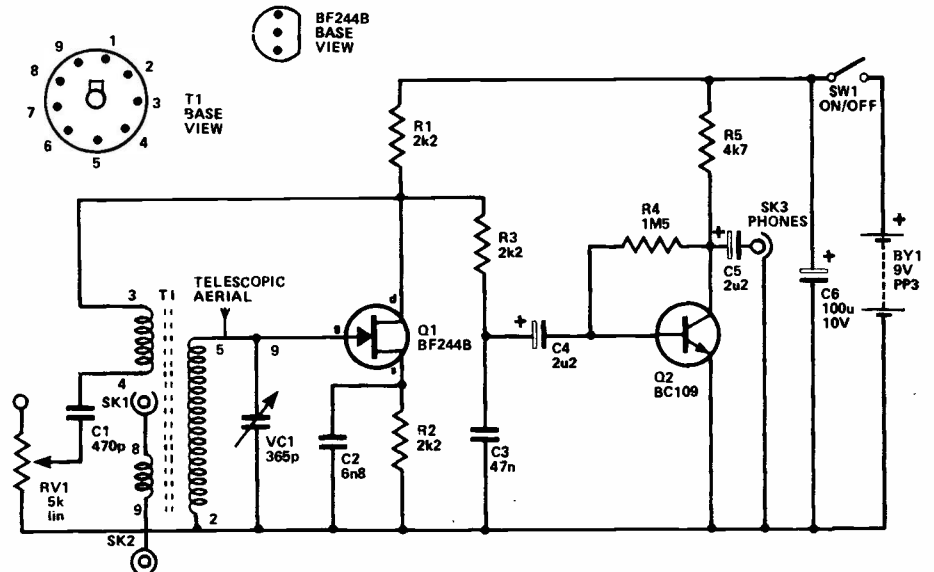 BF244B
BASE
VIEW
1
2
3
4
5
6
7
8
9
T1
BASE
VIEW
SW1
ON/OFF
R1
2k2
R5
4k7
SK3
PHONES
R4
1M5
R3
2k2
+
C5
2u2
+
BY1
9V
PP3
+
C6
100u
10V
3
T1
TELESCOPIC
AERIAL
5
9
d
g
s
Q1
BF244B
+
C4
2u2
Q2
BC109
4
SK1
C1
470p
8
VC1
365p
C2
6n8
R2
2k2
C3
47n
RV1
5k
lin
9
2
SK2